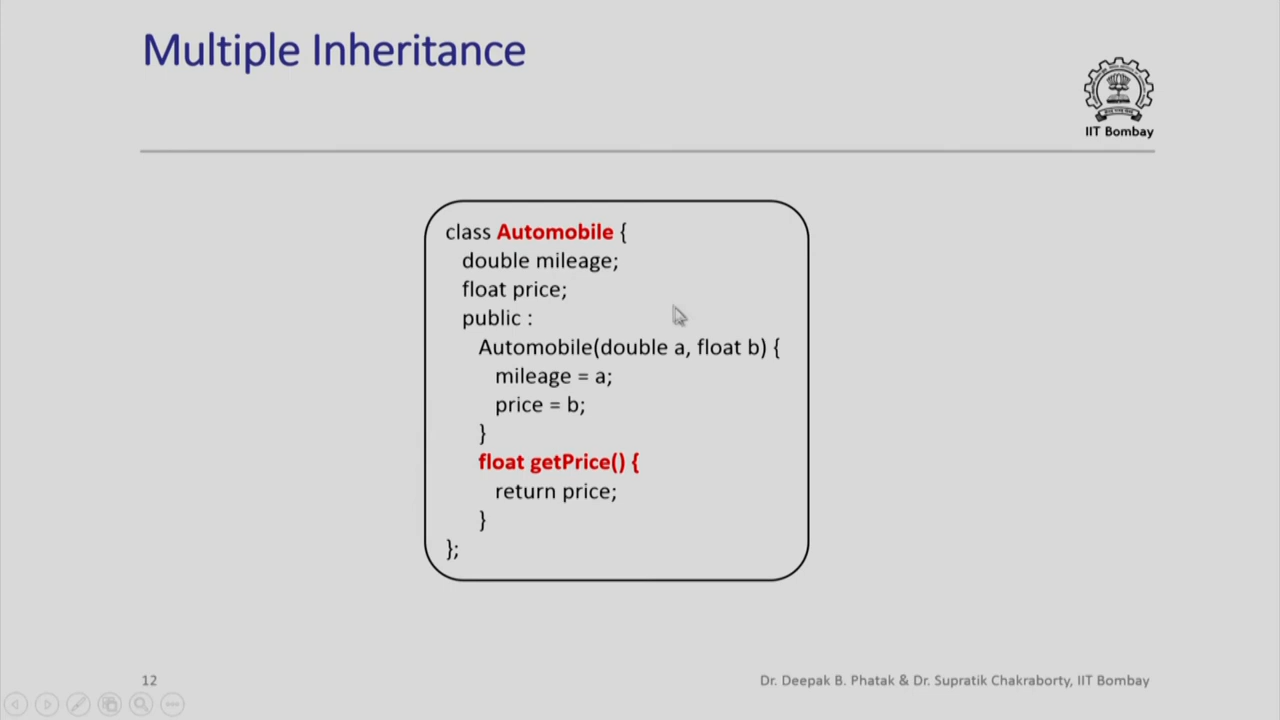 Multiple Inheritance
IIT Bombay
class Automobile {
double mileage;
float price;
public :
Automobile(double a, float b) {
mileage = a;
price = b;
}
float getPrice() {
return price;
}
};
12
Dr. Deepak B. Phatak & Dr. Supratik Chakraborty, IIT Bombay